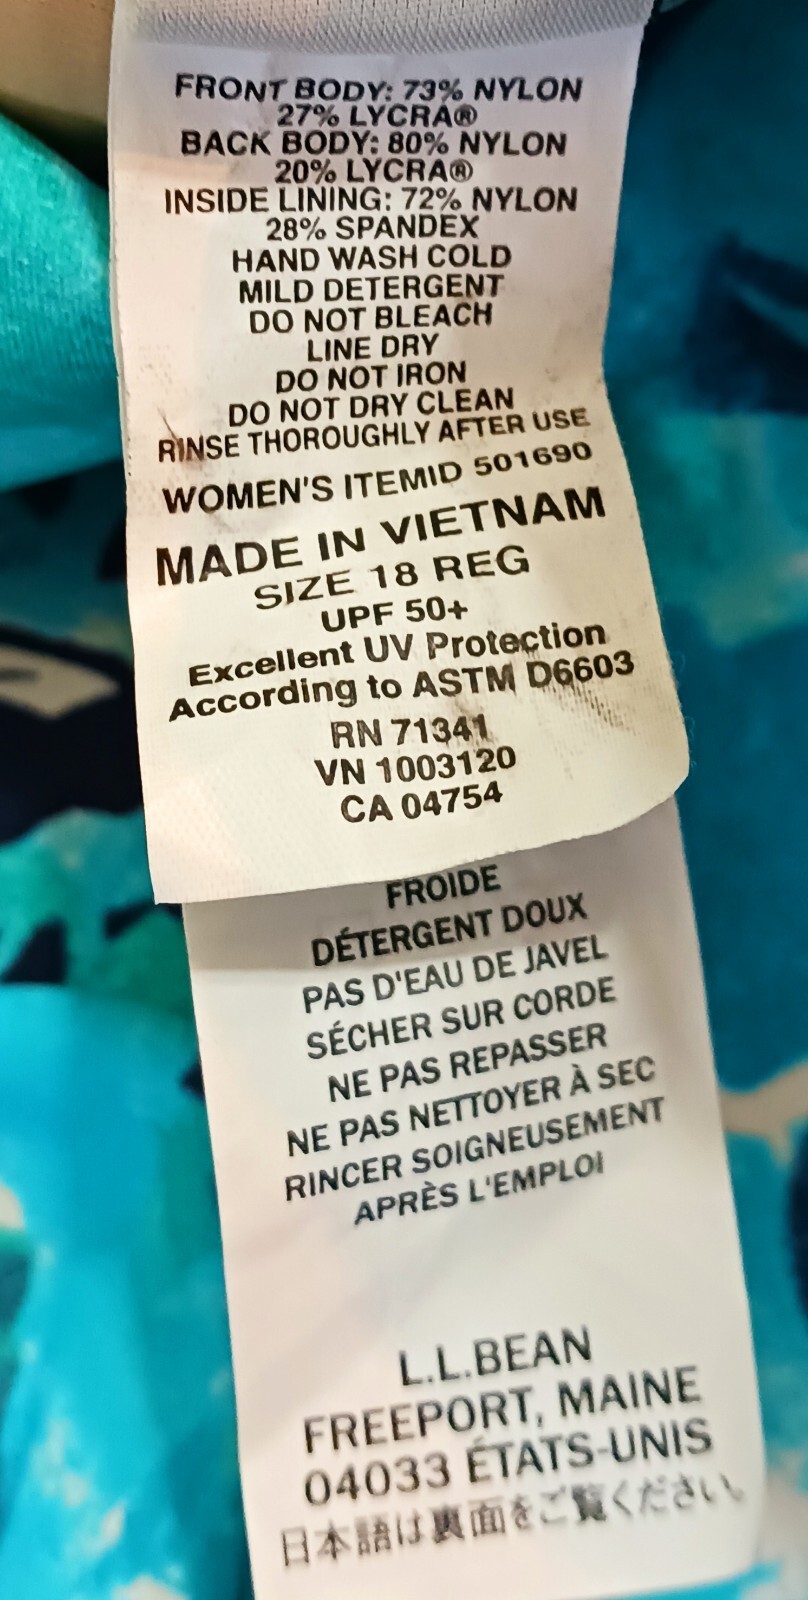 FRONT BODY: 73% NYLON
27% LYCRA®
BACK BODY: 80% NYLON
20% LYCRA®
INSIDE LINING: 72% NYLON
28% SPANDEX
HAND WASH COLD
MILD DETERGENT
DO NOT BLEACH
LINE DRY
DO NOT IRON
DO NOT DRY CLEAN
RINSE THOROUGHLY AFTER USE
WOMEN'S ITEMID 501690
MADE IN VIETNAM
SIZE 18 REG
UPF 50+
Excellent UV Protection
According to ASTM D6603
RN 71341
VN 1003120
CA 04754
FROIDE
DÉTERGENT DOUX
PAS D'EAU DE JAVEL
SÉCHER SUR CORDE
NE PAS REPASSER
NE PAS NETTOYER À SEC
RINCER SOIGNEUSEMENT
APRÈS L'EMPLOI
L.L.BEAN
FREEPORT, MAINE
04033 ÉTATS-UNIS
日本語は裏面をご覧ください。